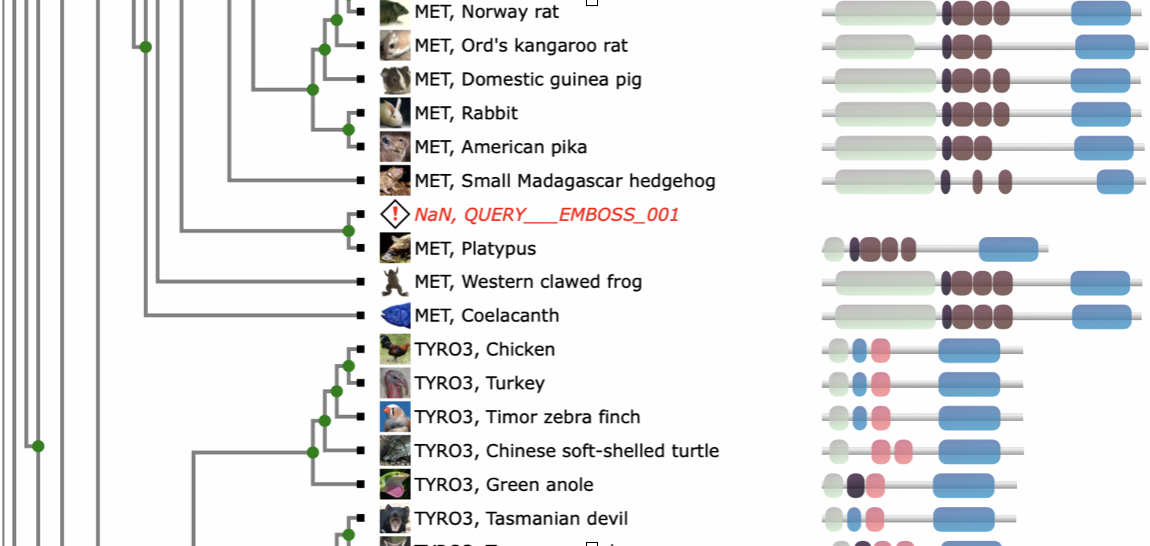 MET, Norway rat
MET, Ord's kangaroo rat
MET, Domestic guinea pig
MET, Rabbit
MET, American pika
MET, Small Madagascar hedgehog
NaN, QUERY___EMBOSS_001
MET, Platypus
MET, Western clawed frog
MET, Coelacanth
TYRO3, Chicken
TYRO3, Turkey
TYRO3, Timor zebra finch
TYRO3, Chinese soft-shelled turtle
TYRO3, Green anole
TYRO3, Tasmanian devil